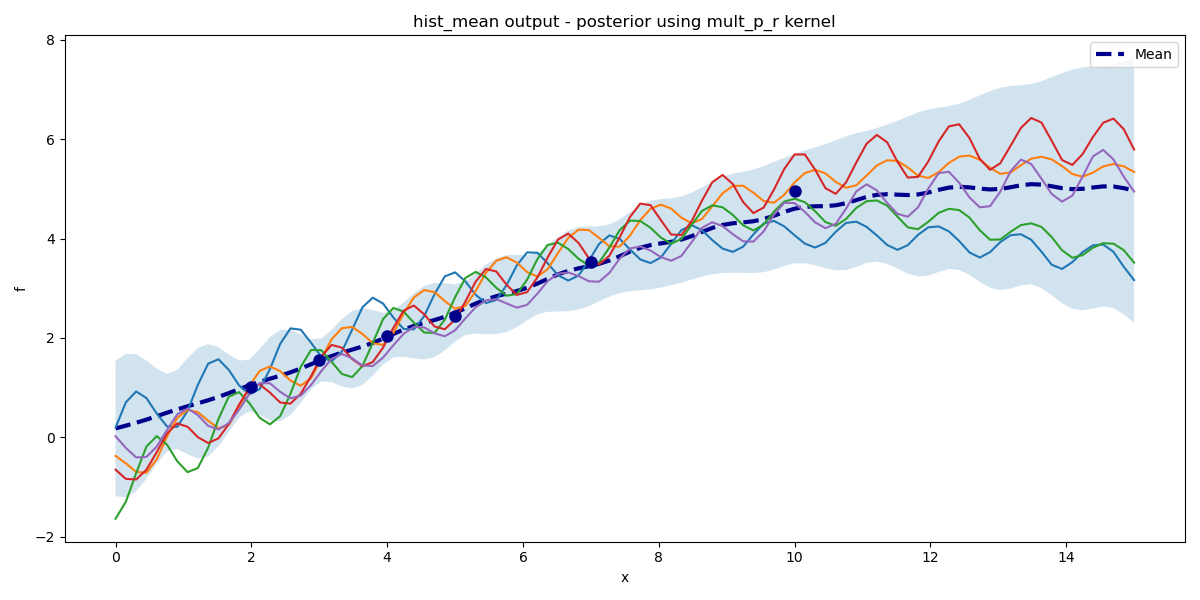 hist_mean output - posterior using mult_p_r kernel
Mean
8
6
4
2
0
−2
f
0 2 4 6 8 10 12 14
x